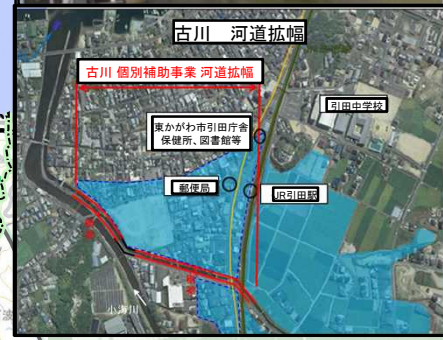 古川　河道拡幅
古川 個別補助事業 河道拡幅
引田中学校
東かがわ市引田庁舎
保健所、図書館等
郵便局
JR引田駅
小海川